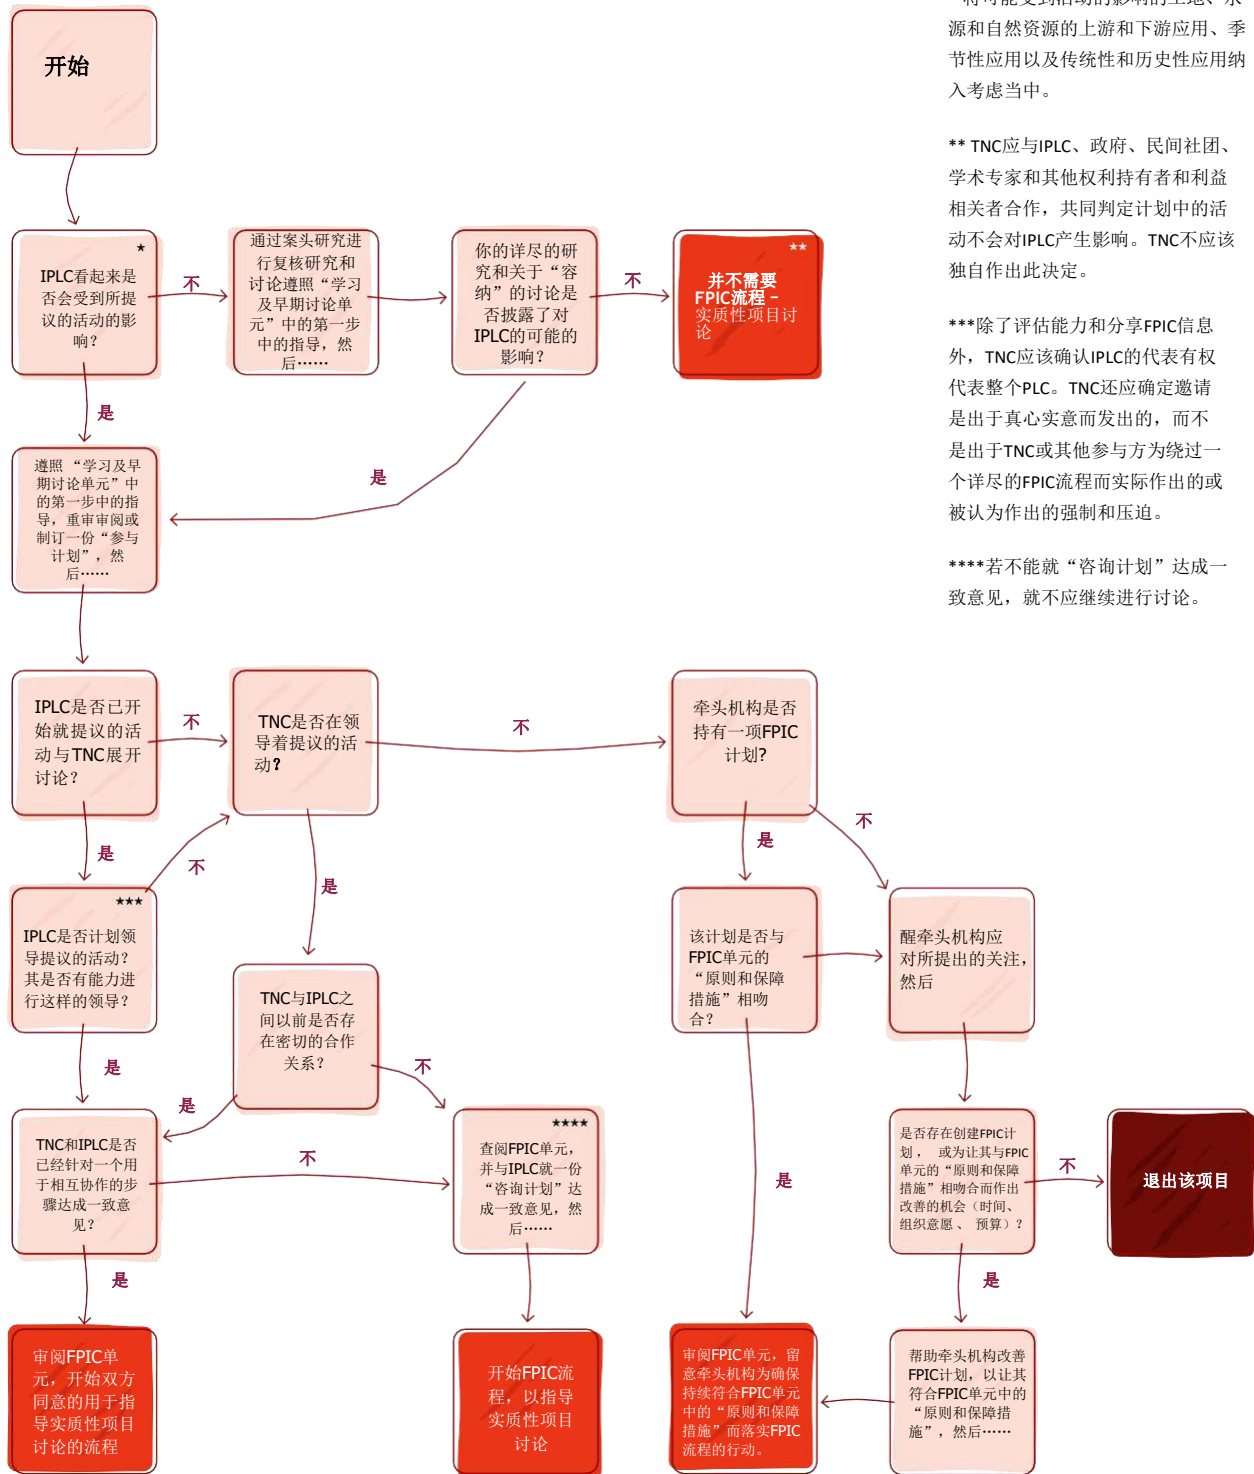 开始
*将可能受到活动的影响的土地、水
源和自然资源的上游和下游应用、季
节性应用以及传统性和历史性应用纳
入考虑当中。
** TNC应与IPLC、政府、民间社团、
学术专家和其他权利持有者和利益
相关者合作，共同判定计划中的活
动不会对IPLC产生影响。TNC不应该
独自作出此决定。
***除了评估能力和分享FPIC信息
外，TNC应该确认IPLC的代表有权
代表整个PLC。TNC还应确定邀请
是出于真心实意而发出的，而不
是出于TNC或其他参与方为绕过一
个详尽的FPIC流程而实际作出的或
被认为作出的强制和压迫。
****若不能就“咨询计划”达成一
致意见，就不应继续进行讨论。
★
IPLC看起来是
否会受到所提
议的活动的影
响？
不
通过案头研究进
行复核研究和
讨论遵照“学习
及早期讨论单
元”中的第一步
中的指导，然
后……
你的详尽的研
究和关于“容
纳”的讨论是
否披露了对
IPLC的可能的
影响？
不
★★
并不需要
FPIC流程–
实质性项目讨
论
是
是
遵照 “学习及早
期讨论单元”中
的第一步中的指
导，重审审阅或
制订一份“参与
计划”，然
后……
IPLC是否已开
始就提议的活
动与TNC展开
讨论？
不
TNC是否在领
导着提议的活
动？
不
牵头机构是否
持有一项FPIC
计划？
是
不
是
是
不
★★★
IPLC是否计划领
导提议的活动？
其是否有能力进
行这样的领导？
TNC与IPLC之
间以前是否存
在密切的合作
关系？
该计划是否与
FPIC单元的
“原则和保障
措施”相吻
合？
醒牵头机构应
对所提出的关注，
然后
是
是
不
TNC和IPLC是否
已经针对一个用
于相互协作的步
骤达成一致意
见？
不
★★★★
查阅FPIC单元，
并与IPLC就一份
“咨询计划”达
成一致意见，然
后……
是
是否存在创建FPIC计
划， 或为让其与FPIC
单元的“原则和保障
措施”相吻合而作出
改善的机会（时间、
组织意愿 、 预算）？
不
退出该项目
是
是
审阅FPIC单
元，开始双方
同意的用于指
导实质性项目
讨论的流程
开始FPIC流
程，以指导
实质性项目
讨论
审阅FPIC单元，留
意牵头机构为确保
持续符合FPIC单元
中的“原则和保障
措施”而落实FPIC
流程的行动。
帮助牵头机构改善
FPIC计划，以让其
符合FPIC单元中的
“原则和保障措
施”，然后……